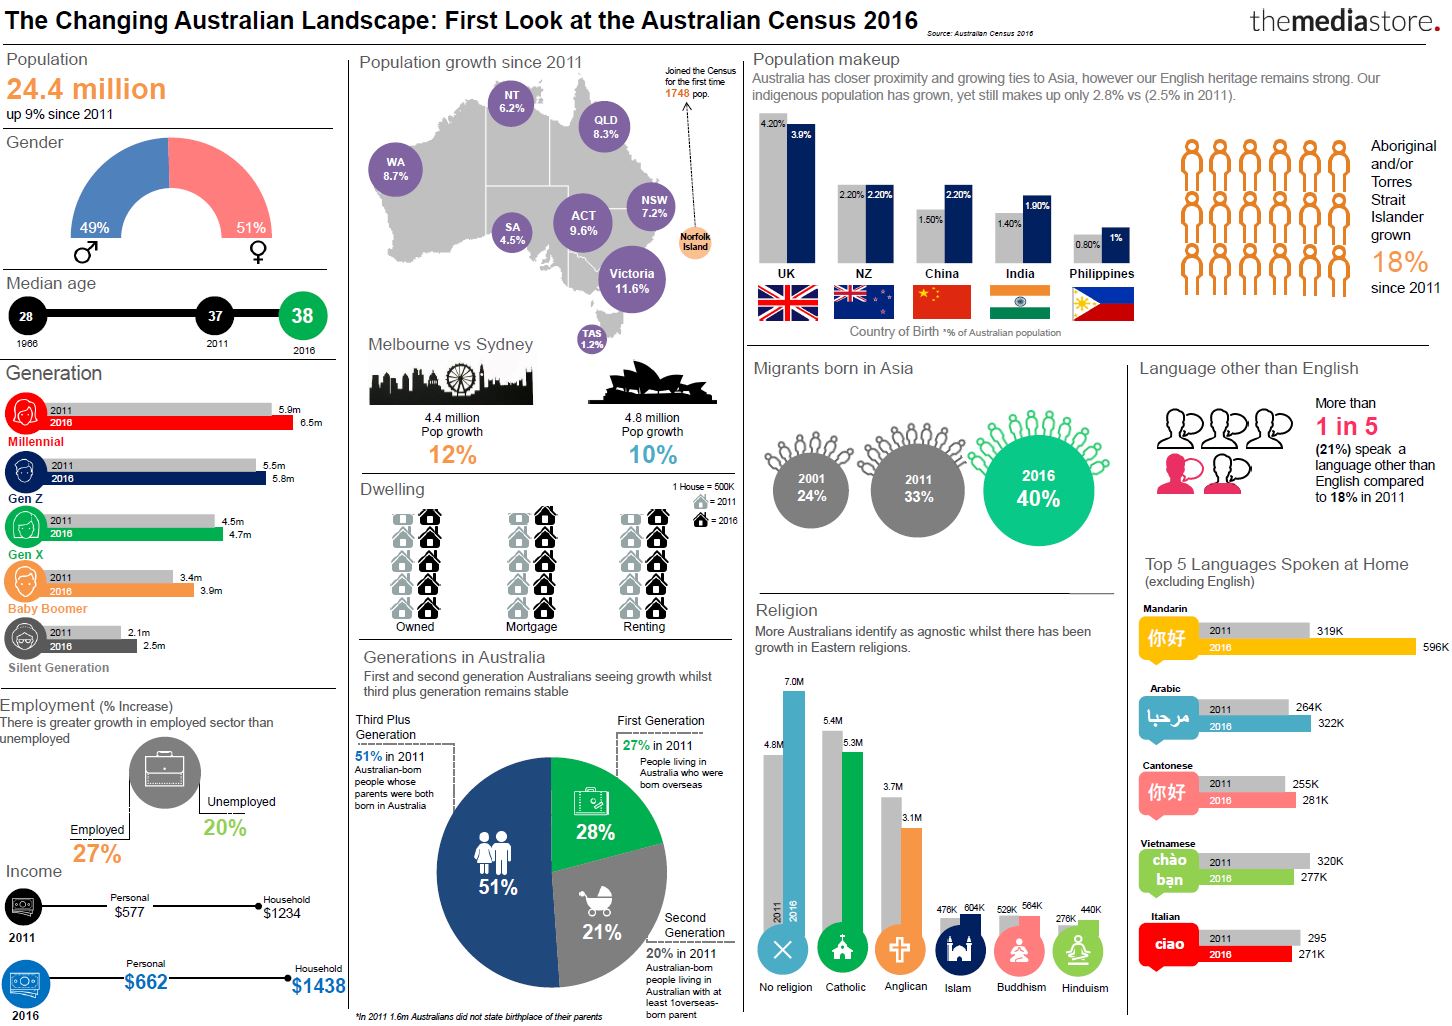 The Changing Australian Landscape: First Look at the Australian Census 2016
Source: Australian Census 2016
themediastore.
Population
24.4 million
up 9% since 2011
Gender
49%
51%
Median age
28
37
38
1966
2011
2016
Generation
2011
5.9m
2016
6.5m
Millennial
2011
5.5m
2016
5.8m
Gen Z
2011
4.5m
2016
4.7m
Gen X
2011
3.4m
2016
3.9m
Baby Boomer
2011
2.1m
2016
2.5m
Silent Generation
Employment (% Increase)
There is greater growth in employed sector than
unemployed
Unemployed
20%
Employed
27%
Income
Personal
$577
Household
$1234
2011
Personal
$662
Household
$1438
2016
Population growth since 2011
Joined the Census
for the first time
1748 pop.
NT
6.2%
QLD
8.3%
WA
8.7%
NSW
7.2%
ACT
9.6%
SA
4.5%
Norfolk
Island
Victoria
11.6%
TAS
1.2%
Melbourne vs Sydney
4.4 million
Pop growth
12%
4.8 million
Pop growth
10%
Dwelling
1 House = 500K
= 2011
= 2016
Owned
Mortgage
Renting
Generations in Australia
First and second generation Australians seeing growth whilst
third plus generation remains stable
Third Plus
Generation
51% in 2011
Australian-born
people whose
parents were both
born in Australia
First Generation
27% in 2011
People living in
Australia who were
born overseas
28%
51%
21%
Second
Generation
20% in 2011
Australian-born
people living in
Australian with at
least 1overseas-
born parent
*In 2011 1.6m Australians did not state birthplace of their parents
Population makeup
Australia has closer proximity and growing ties to Asia, however our English heritage remains strong. Our
indigenous population has grown, yet still makes up only 2.8% vs (2.5% in 2011).
4.20%
3.9%
2.20%
2.20%
1.50%
2.20%
1.40%
1.90%
0.80%
1%
UK
NZ
China
India
Philippines
Country of Birth *% of Australian population
Aboriginal
and/or
Torres
Strait
Islander
grown
18%
since 2011
Migrants born in Asia
2001
24%
2011
33%
2016
40%
Language other than English
More than
1 in 5
(21%) speak a
language other than
English compared
to 18% in 2011
Religion
More Australians identify as agnostic whilst there has been
growth in Eastern religions.
4.8M
7.0M
2011
2016
5.4M
5.3M
3.7M
3.1M
476K
604K
529K
564K
276K
440K
No religion
Catholic
Anglican
Islam
Buddhism
Hinduism
Top 5 Languages Spoken at Home
(excluding English)
Mandarin
你好
2011
319K
2016
596K
Arabic
مرحبا
2011
264K
2016
322K
Cantonese
你好
2011
255K
2016
281K
Vietnamese
chào
bạn
2011
320K
2016
277K
Italian
ciao
2011
295
2016
271K